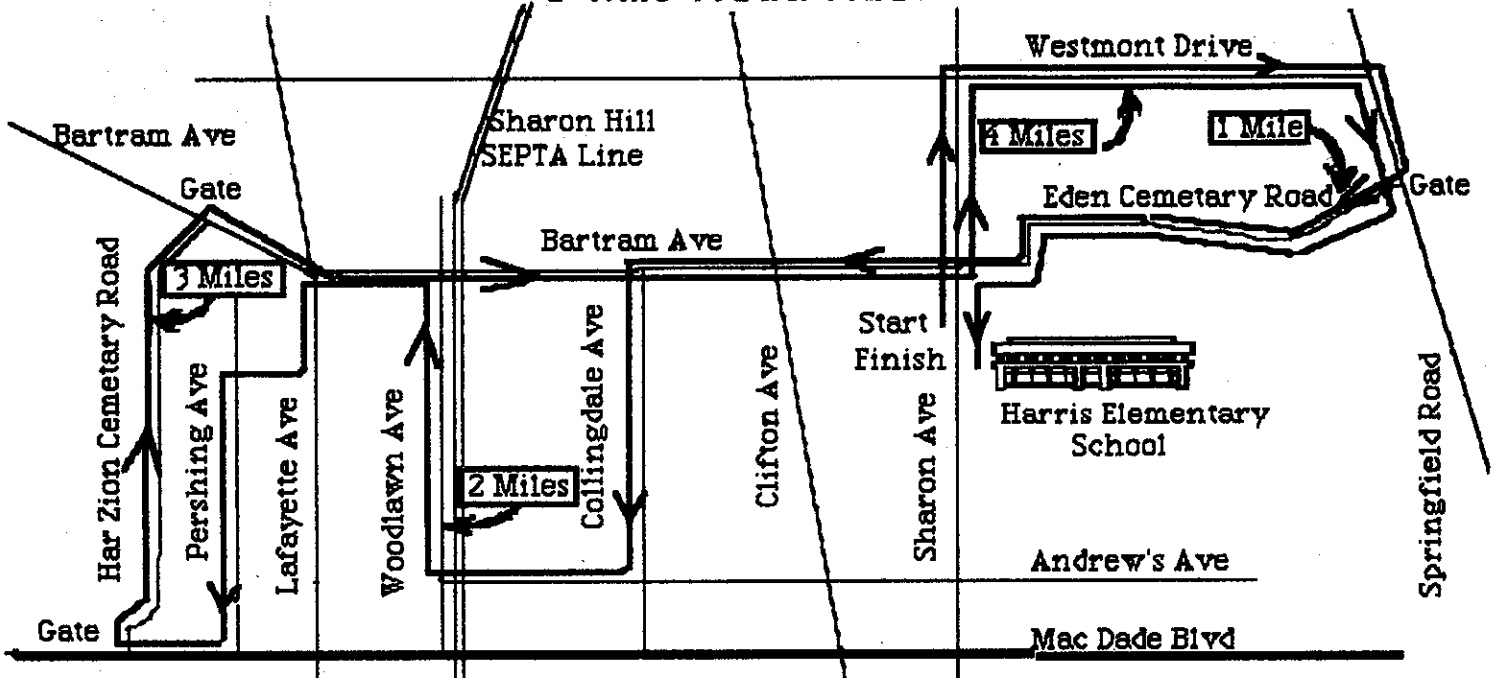 Westmont Drive
Bartram Ave
Sharon Hill
SEPTA Line
4 Miles
1 Mile
Gate
Eden Cemetary Road
Gate
Bartram Ave
3 Miles
Har Zion Cemetary Road
Pershing Ave
Lafayette Ave
Woodlawn Ave
2 Miles
Collingdale Ave
Clifton Ave
Start
Finish
Sharon Ave
Harris Elementary
School
Springfield Road
Andrew's Ave
Gate
Mac Dade Blvd